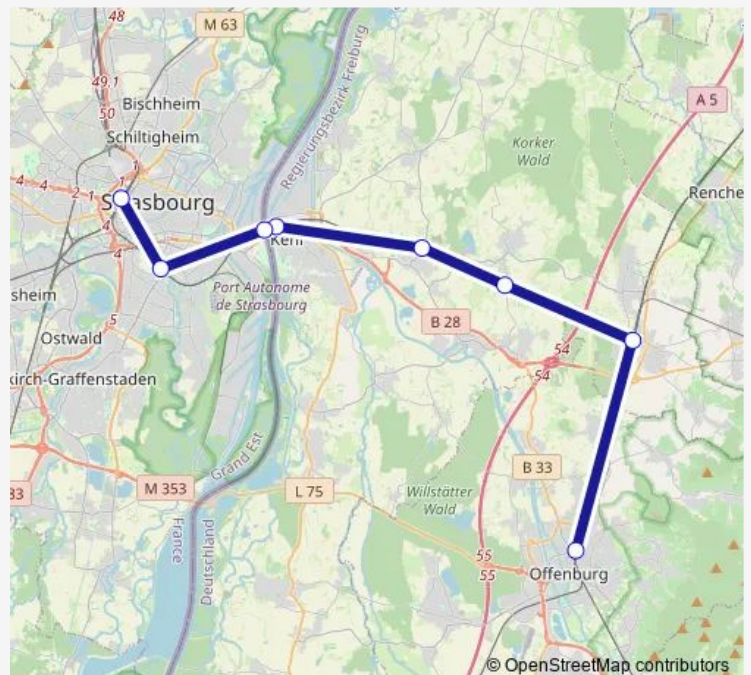 48
M 63
49.1
50
Bischheim
Schiltigheim
Regierungsbezirk Freiburg
A 5
Korker
Wald
4 4 2 1
1
1
Strasbourg
Renche
4
4
Kehl
sheim
Port Autonome
de Strasbourg
B 28
5
Ostwald
54
54
kirch-Graffenstaden
Grand Est
B 33
M 353
L 75
Willstätter
Wald
France
Deutschland
55
55
Offenburg
© OpenStreetMap contributors